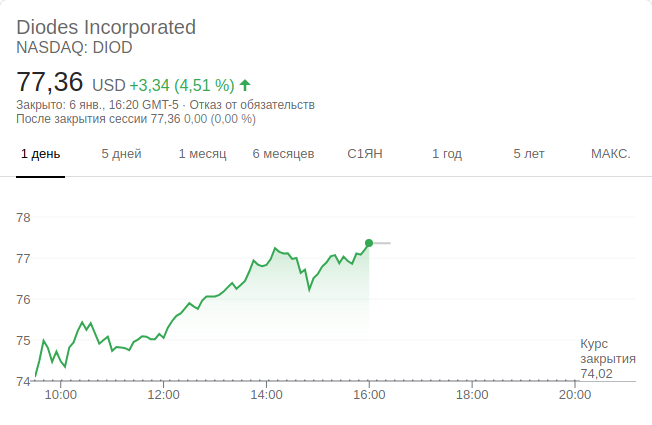 Diodes Incorporated
NASDAQ: DIOD
77,36 USD +3,34 (4,51 %)
Закрыто: 6 янв., 16:20 GMT-5 · Отказ от обязательств
После закрытия сессии 77,36 0,00 (0,00 %)
1 день 5 дней 1 месяц 6 месяцев С1ЯН 1 год 5 лет МАКС.
78
77
76
75
74
Курс
закрытия
74,02
10:00 12:00 14:00 16:00 18:00 20:00